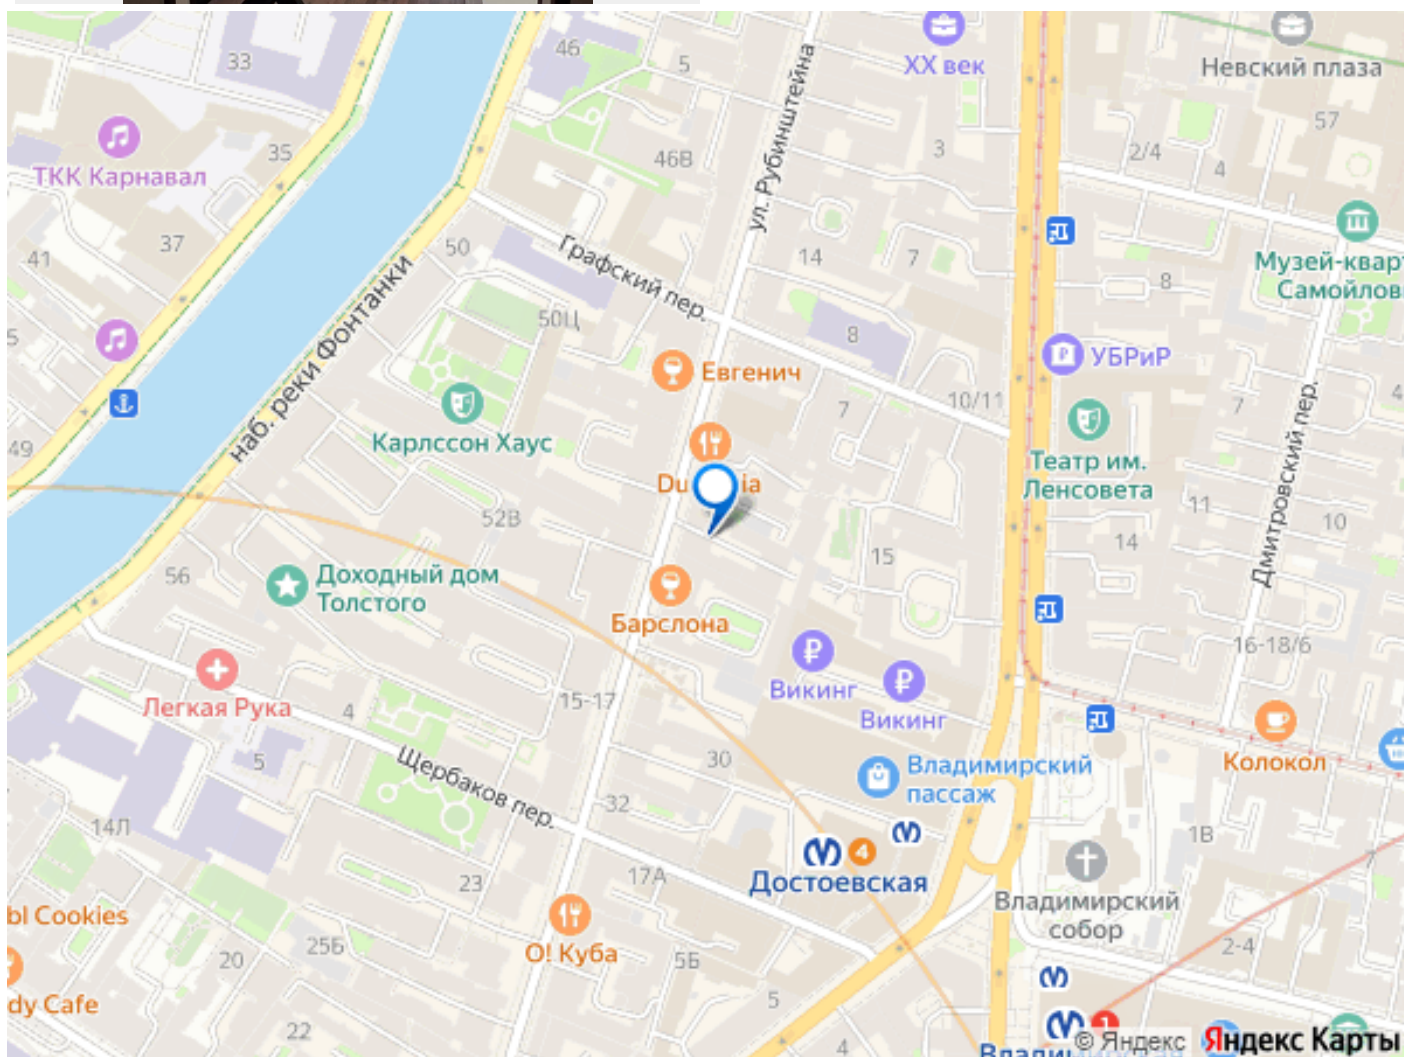 46
5
XX век
Невский плаза
33
57
ТКК Карнавал
35
46В
3
2/4
4
ул. Рубинштейна
41
37
50
Графский пер.
14
7
8
Музей-кварт
Самойлов
5
50Ц
8
УБРиР
Евгенич
наб. реки Фонтанки
7
10/11
7
4
49
Карлссон Хаус
Театр им.
Ленсовета
Дмитровский пер.
52В
11
10
15
14
56
Доходный дом
Толстого
Барслона
16-18/6
Легкая Рука
4
15-17
Викинг
Викинг
5
Щербаков пер.
30
Владимирский
пассаж
Колокол
14Л
32
1В
7
4
Достоевская
23
17А
Владимирский
собор
bl Cookies
25Б
20
О! Куба
5Б
2-4
dy Cafe
22
5
4
1
© Яндекс
Яндекс Карты